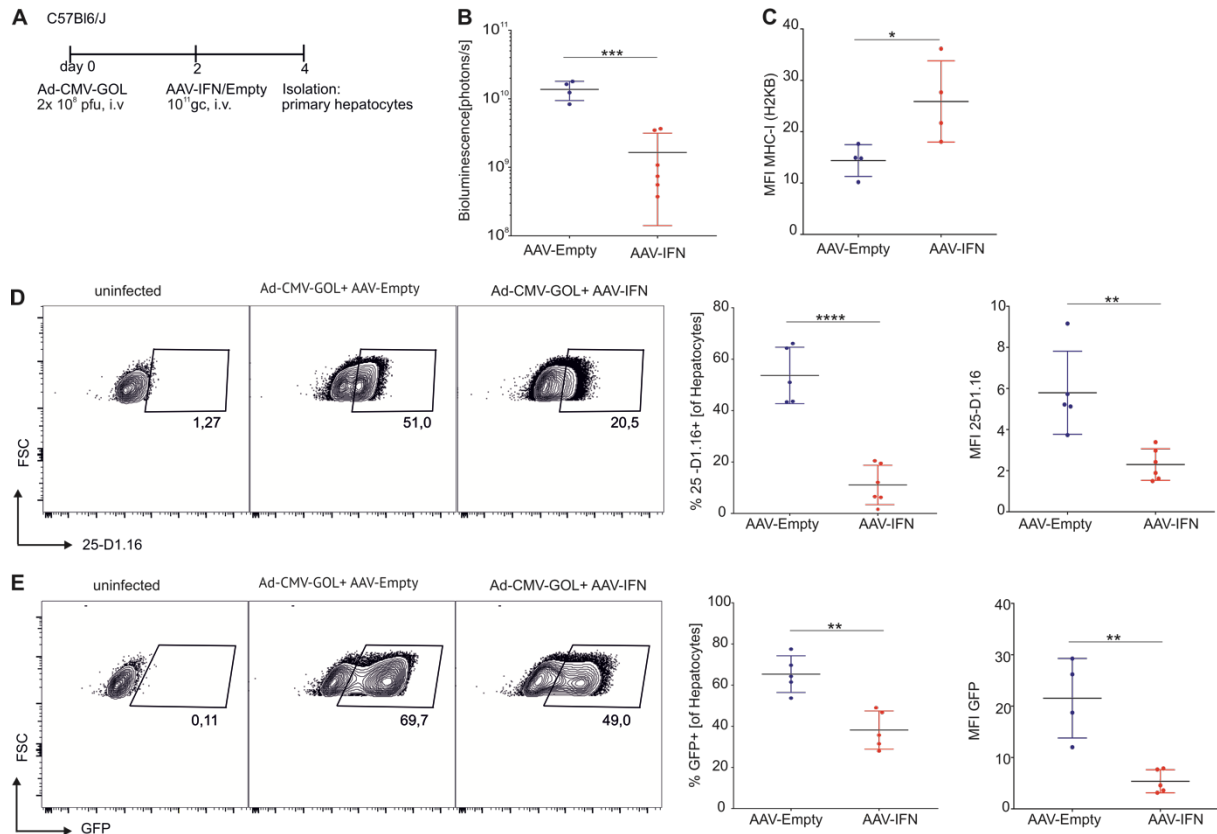 A
C57Bl6/J
day 0
2
4
Ad-CMV-GOL
2x 10⁸ pfu, i.v
AAV-IFN/Empty
10¹¹gc, i.v.
Isolation:
primary hepatocytes
B
Bioluminescence[photons/s]
10¹¹
10¹⁰
10⁹
10⁸
***
AAV-Empty
AAV-IFN
C
MFI MHC-I (H2KB)
40
30
20
10
0
*
AAV-Empty
AAV-IFN
D
uninfected
Ad-CMV-GOL+ AAV-Empty
Ad-CMV-GOL+ AAV-IFN
1,27
51,0
20,5
FSC
25-D1.16
% 25 -D1.16+ [of Hepatocytes]
80
60
40
20
0
****
AAV-Empty
AAV-IFN
MFI 25-D1.16
10
8
6
4
2
0
**
AAV-Empty
AAV-IFN
E
uninfected
Ad-CMV-GOL+ AAV-Empty
Ad-CMV-GOL+ AAV-IFN
0,11
69,7
49,0
FSC
GFP
% GFP+ [of Hepatocytes]
100
80
60
40
20
0
**
AAV-Empty
AAV-IFN
MFI GFP
40
30
20
10
0
**
AAV-Empty
AAV-IFN